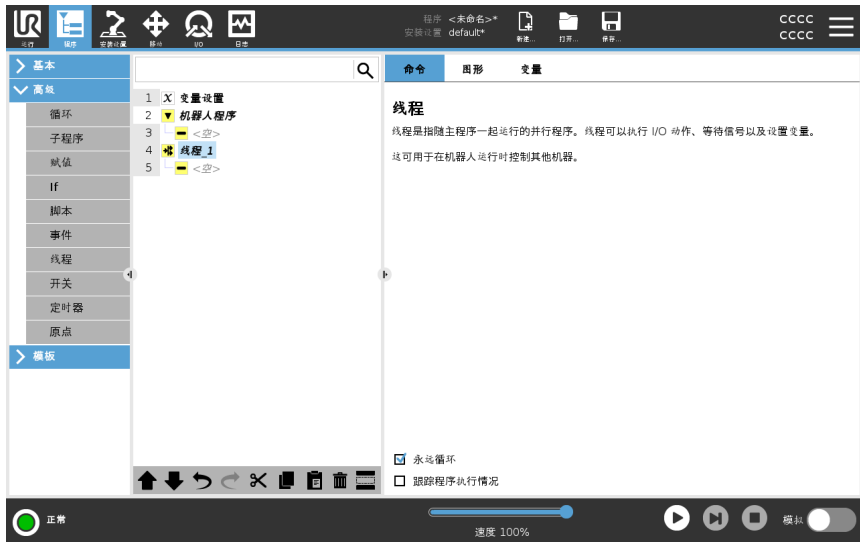 UR
运行
程序
安装设置
移动
I/O
日志
程序 <未命名>*
安装设置 default*
新建...
打开...
保存...
cccc
cccc
基本
高级
循环
子程序
赋值
If
脚本
事件
线程
开关
定时器
原点
模板
1 X 变量设置
2 机器人程序
3 <空>
4 线程_1
5 <空>
命令 图形 变量
线程
线程是指随主程序一起运行的并行程序。线程可以执行 I/O 动作、等待信号以及设置变量。
这可用于在机器人运行时控制其他机器。
永远循环
跟踪程序执行情况
正常
速度 100%
模拟